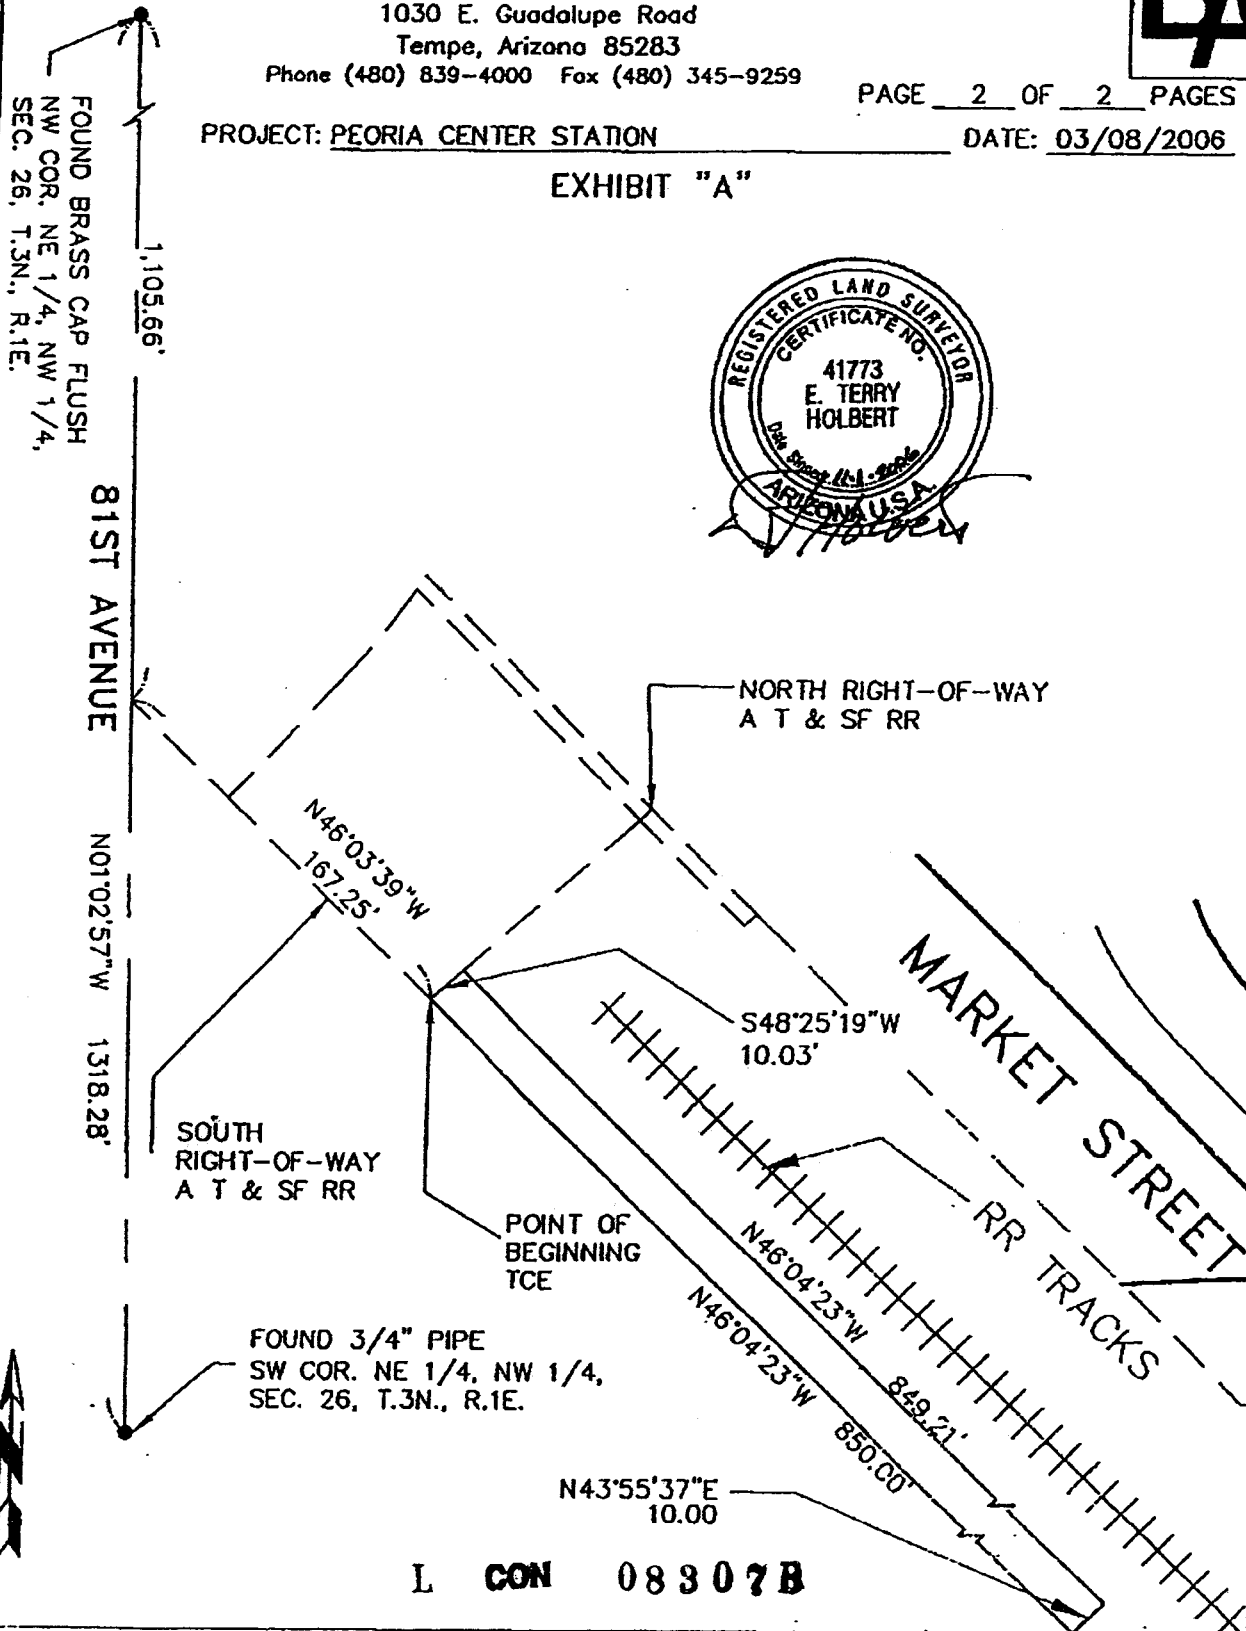 1030 E. Guadalupe Road
Tempe, Arizona 85283
Phone (480) 839-4000 Fax (480) 345-9259
PAGE 2 OF 2 PAGES
PROJECT: PEORIA CENTER STATION
DATE: 03/08/2006
EXHIBIT "A"
FOUND BRASS CAP FLUSH
NW COR. NE 1/4, NW 1/4,
SEC. 26, T.3N., R.1E.
1,105.66'
REGISTERED LAND SURVEYOR
CERTIFICATE NO.
41773
E. TERRY
HOLBERT
Date Signed
ARIZONA U.S.A.
81ST AVENUE
N01°02'57"W 1318.28'
NORTH RIGHT-OF-WAY
A T & SF RR
N46°03'39"W
167.25'
S48°25'19"W
10.03'
MARKET STREET
SOUTH
RIGHT-OF-WAY
A T & SF RR
POINT OF
BEGINNING
TCE
RR TRACKS
N46°04'23"W 849.21'
N46°04'23"W 850.00'
FOUND 3/4" PIPE
SW COR. NE 1/4, NW 1/4,
SEC. 26, T.3N., R.1E.
N43°55'37"E
10.00
N
L CON 08307B